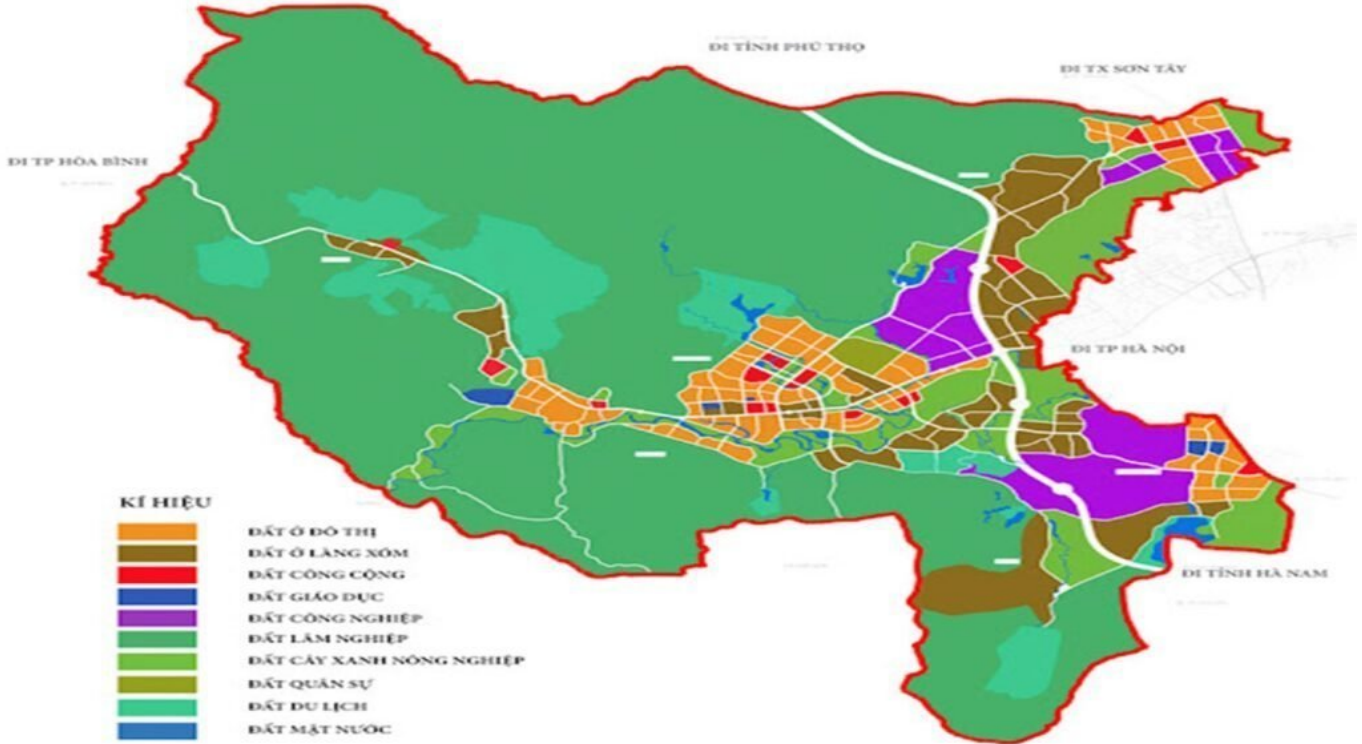 ĐI TỈNH PHÚ THỌ
ĐI TX SƠN TÂY
ĐI TP HÒA BÌNH
ĐI TP HÀ NỘI
ĐI TỈNH HÀ NAM
KÍ HIỆU
ĐẤT Ở ĐÔ THỊ
ĐẤT Ở LÀNG XÓM
ĐẤT CÔNG CỘNG
ĐẤT GIÁO DỤC
ĐẤT CÔNG NGHIỆP
ĐẤT LÂM NGHIỆP
ĐẤT CÂY XANH NÔNG NGHIỆP
ĐẤT QUÂN SỰ
ĐẤT DU LỊCH
ĐẤT MẶT NƯỚC